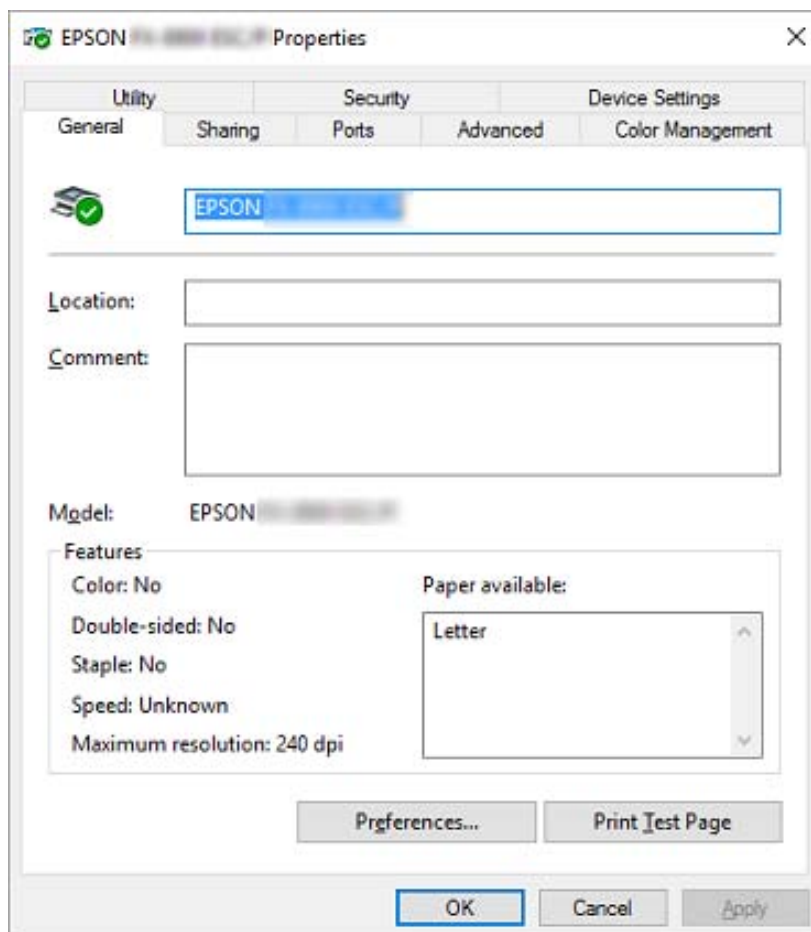 EPSON Properties
Utility Security Device Settings
General Sharing Ports Advanced Color Management
EPSON
Location:
Comment:
Model: EPSON
Features
Color: No
Paper available:
Double-sided: No
Letter
Staple: No
Speed: Unknown
Maximum resolution: 240 dpi
Preferences... Print Test Page
OK Cancel Apply